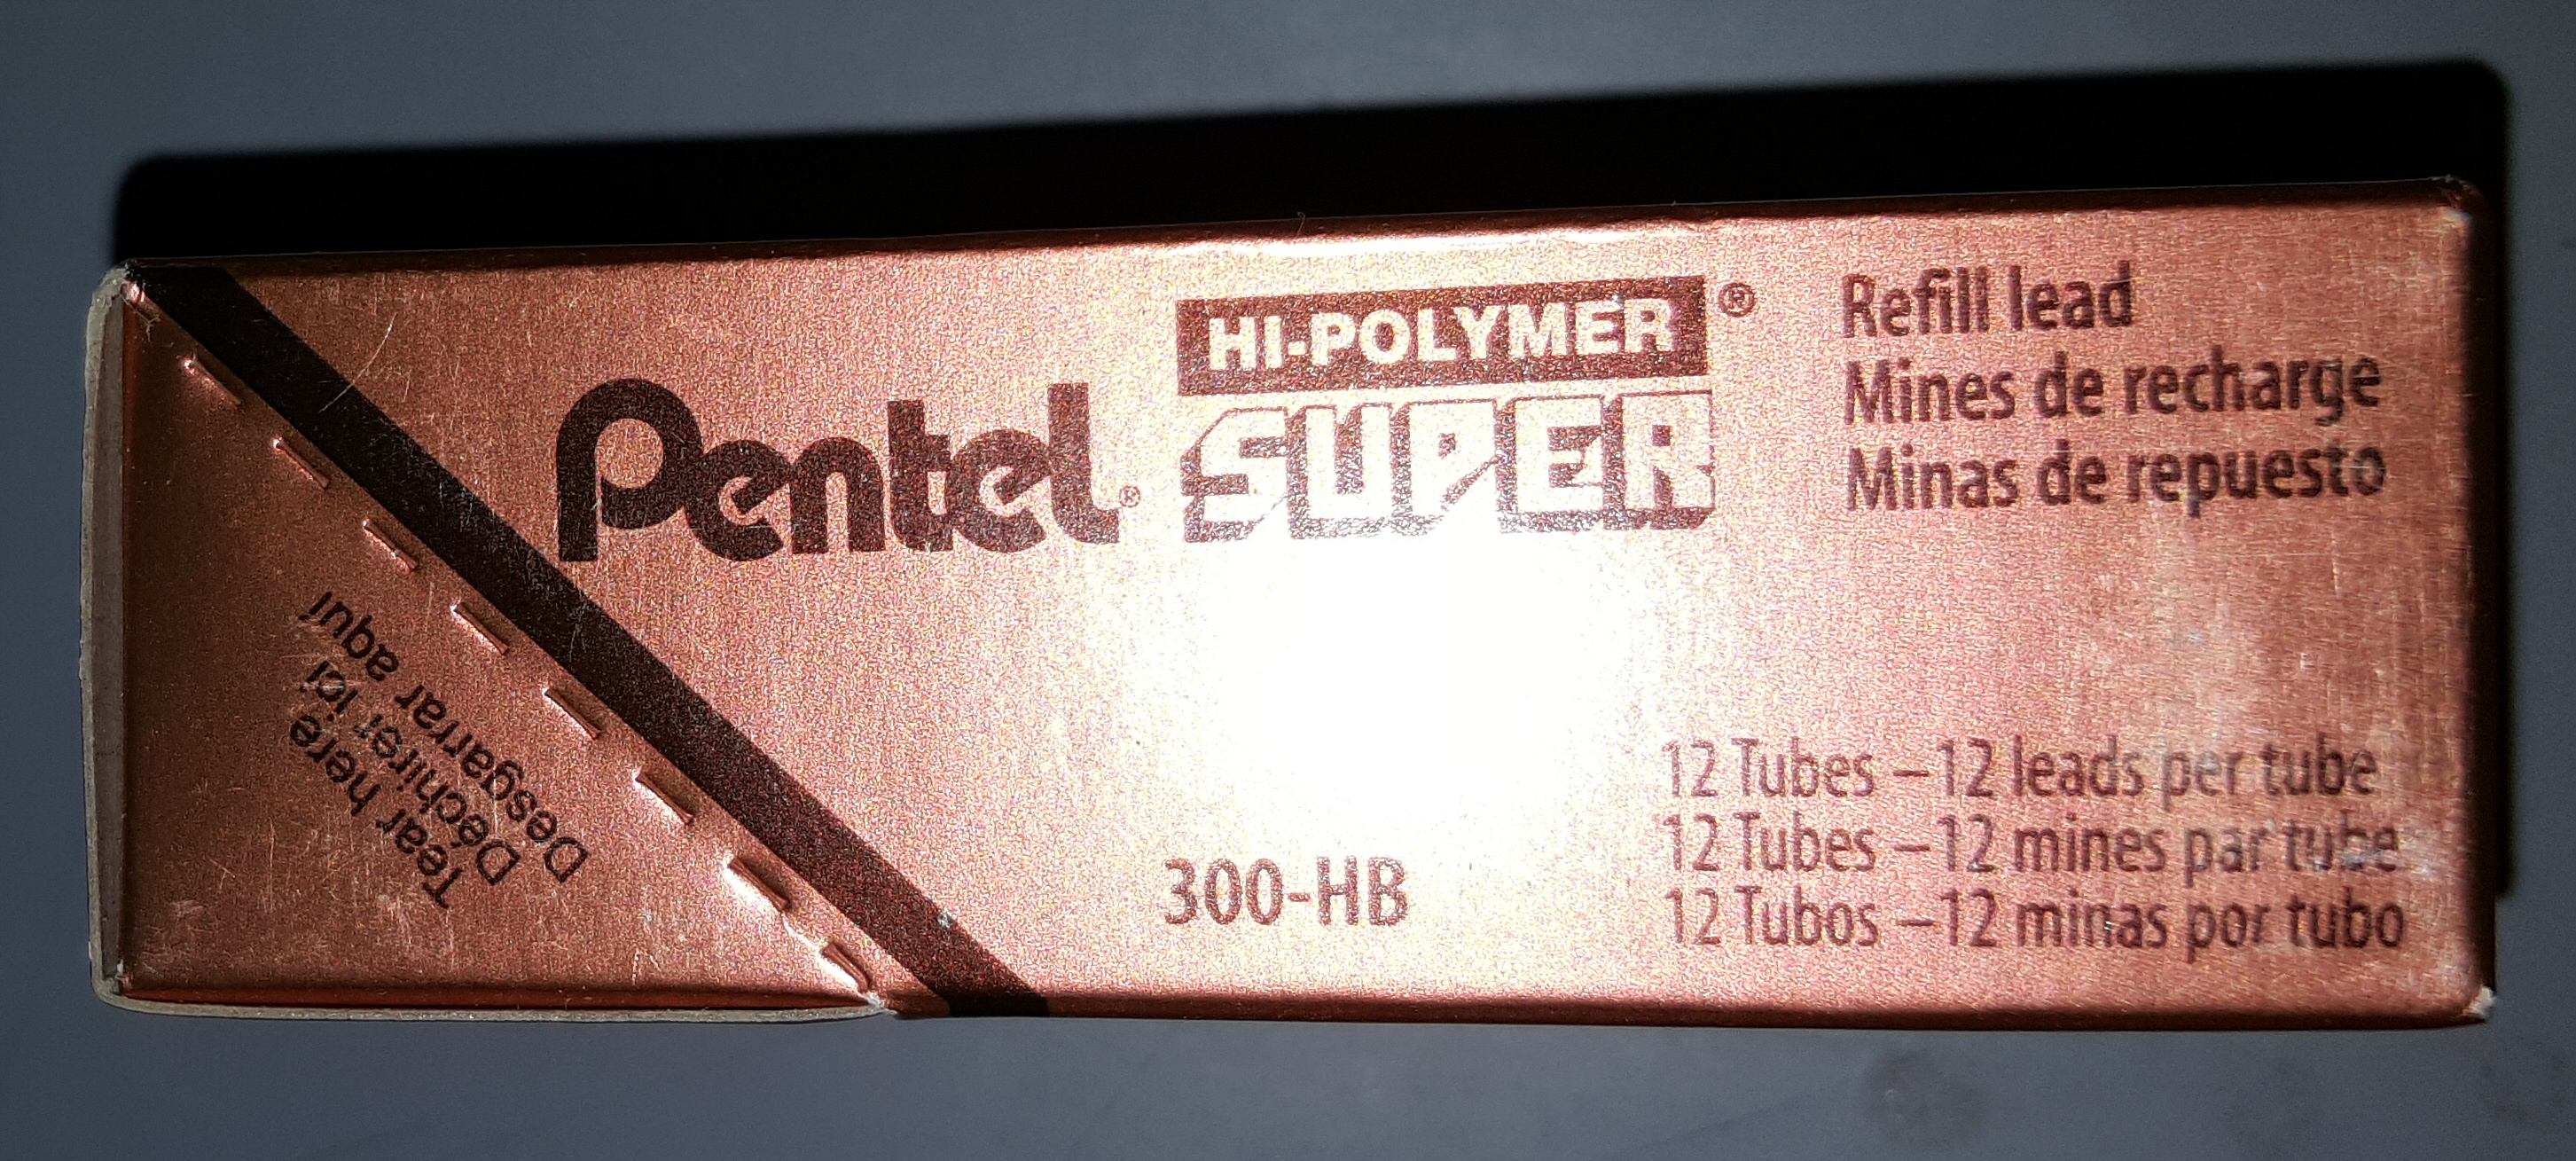 Pentel®
HI-POLYMER®
SUPER
Refill lead
Mines de recharge
Minas de repuesto
300-HB
12 Tubes – 12 leads per tube
12 Tubes – 12 mines par tube
12 Tubos – 12 minas por tubo
Tear here
Déchirer ici
Desgarrar aquí